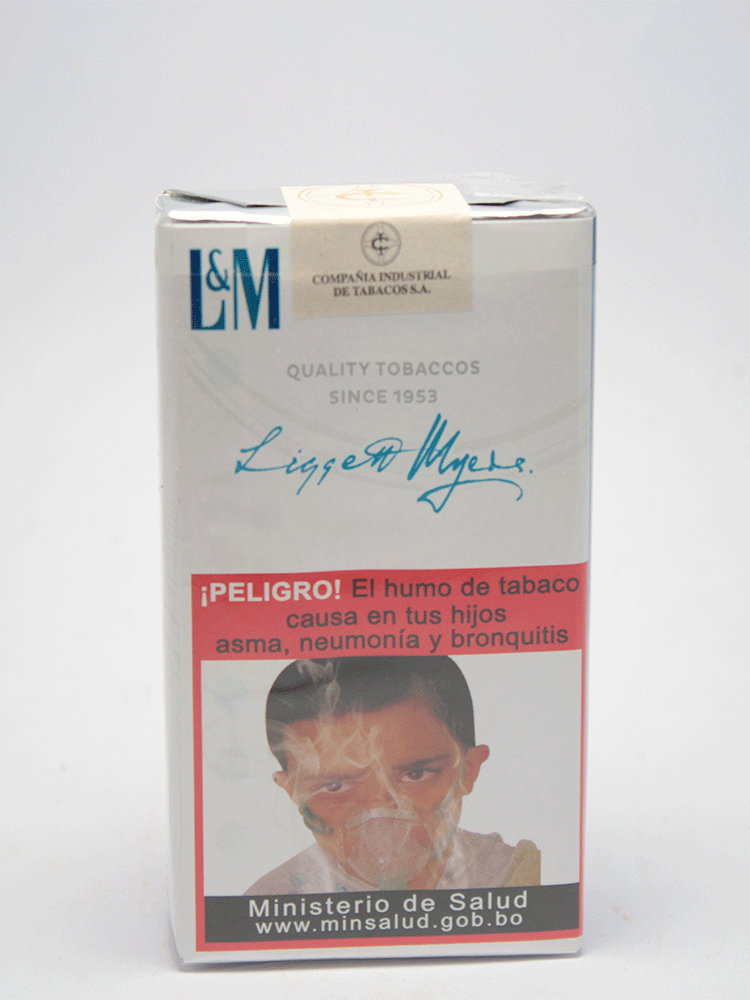 L&M
COMPAÑIA INDUSTRIAL
DE TABACOS S.A.
QUALITY TOBACCOS
SINCE 1953
Liggett Myers.
¡PELIGRO! El humo de tabaco
causa en tus hijos
asma, neumonía y bronquitis
Ministerio de Salud
www.minsalud.gob.bo